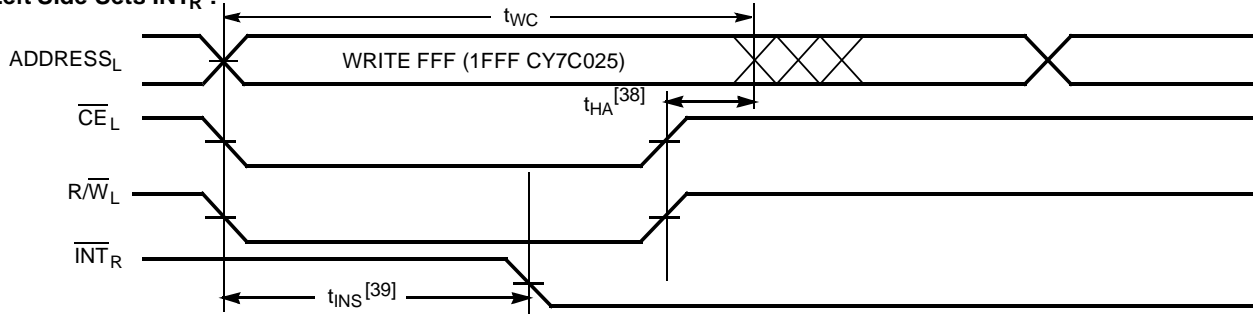 Left Side Sets INTR :
tWC
ADDRESSL
WRITE FFF (1FFF CY7C025)
tHA[38]
CEL
R/WL
INTR
tINS[39]